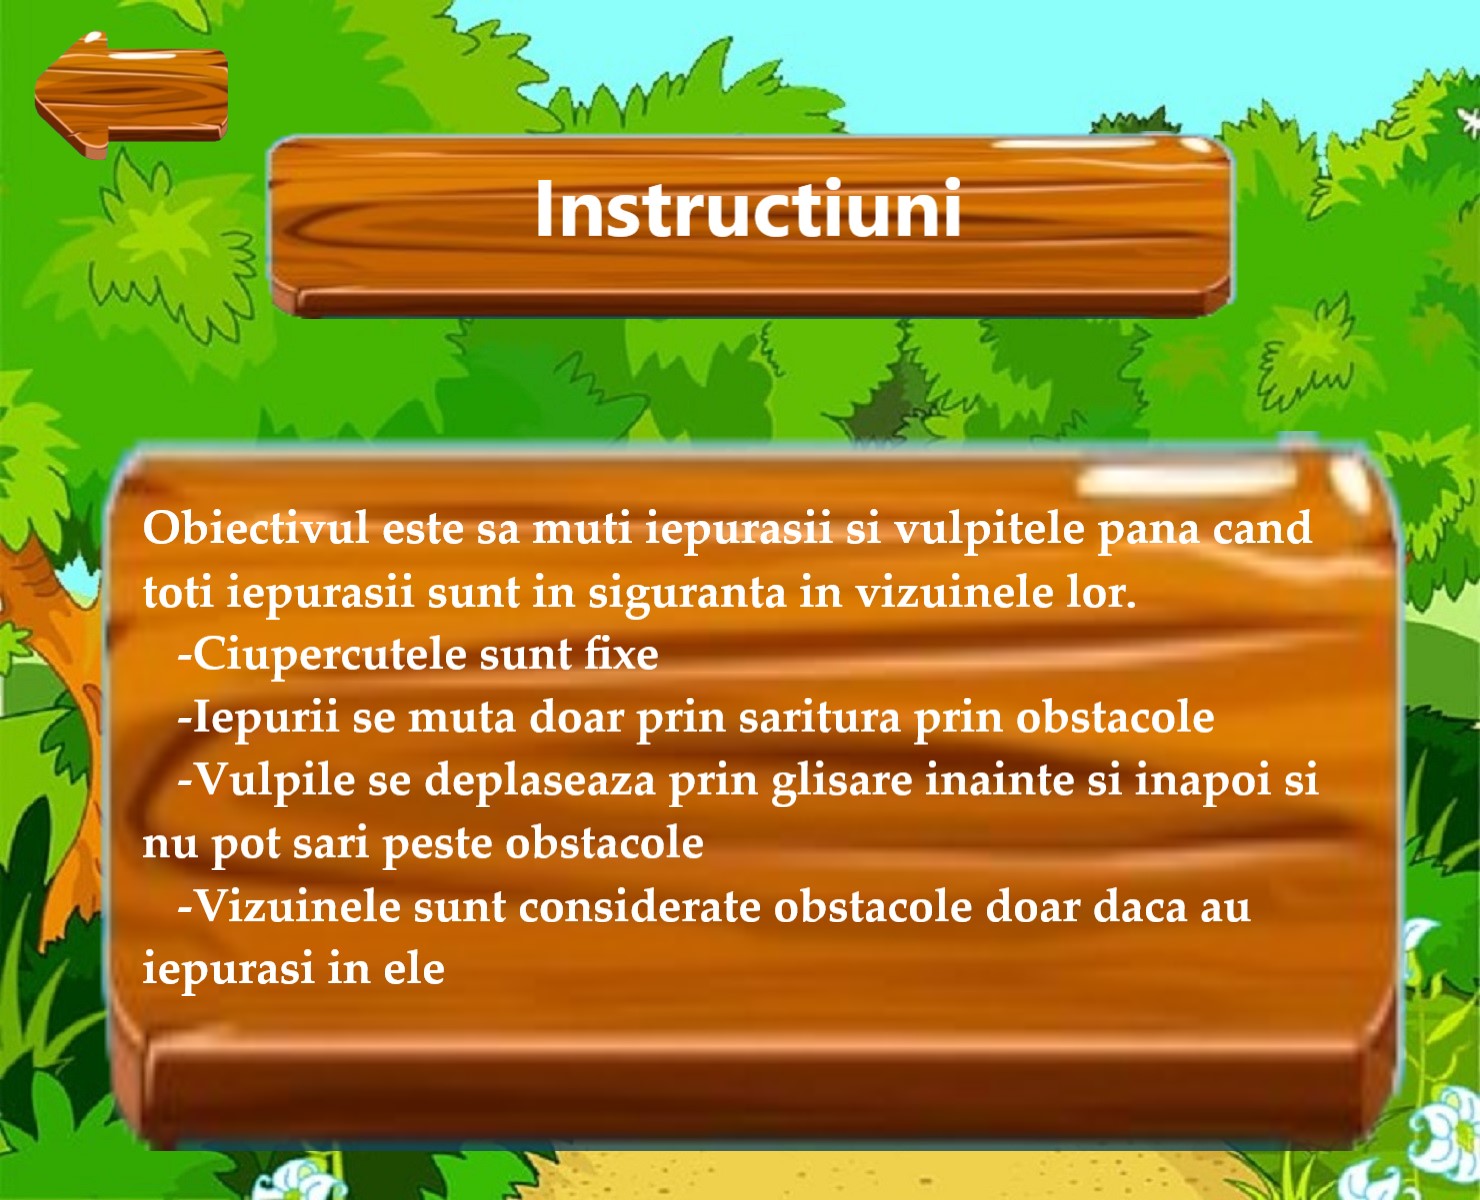 Instructiuni
Obiectivul este sa muti iepurasii si vulpitele pana cand
toti iepurasii sunt in siguranta in vizuinele lor.
-Ciupercutele sunt fixe
-Iepurii se muta doar prin saritura prin obstacole
-Vulpile se deplaseaza prin glisare inainte si inapoi si
nu pot sari peste obstacole
-Vizuinele sunt considerate obstacole doar daca au
iepurasi in ele